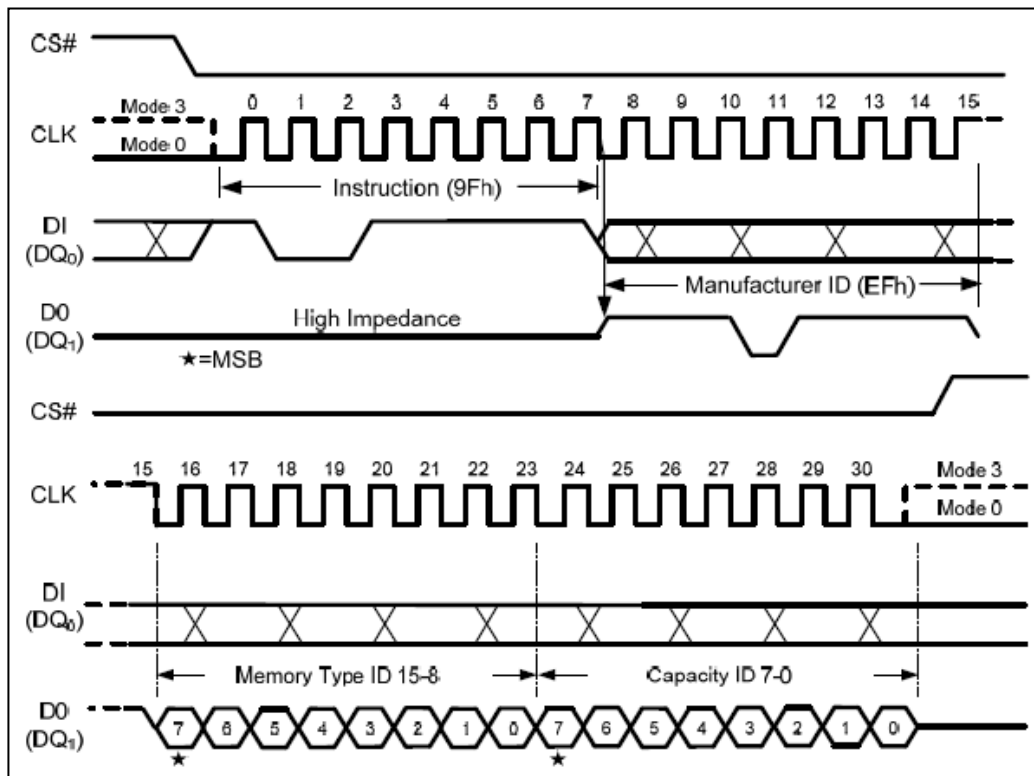 CS#
Mode 3
0 1 2 3 4 5 6 7 8 9 10 11 12 13 14 15
CLK
Mode 0
Instruction (9Fh)
DI
(DQ₀)
Manufacturer ID (EFh)
D0
(DQ₁)
High Impedance
★=MSB
CS#
15 16 17 18 19 20 21 22 23 24 25 26 27 28 29 30
Mode 3
CLK
Mode 0
DI
(DQ₀)
Memory Type ID 15-8
Capacity ID 7-0
D0
(DQ₁)
7 6 5 4 3 2 1 0 7 6 5 4 3 2 1 0
★ ★